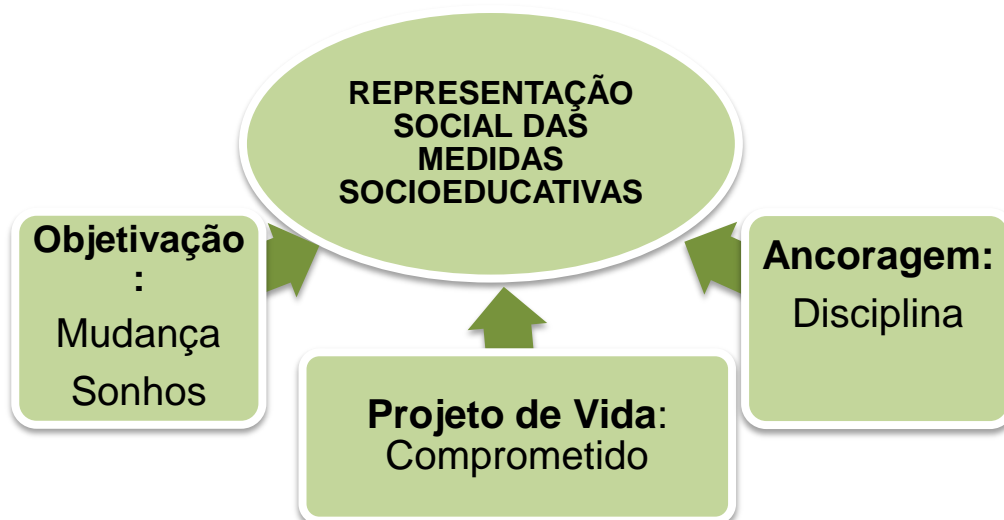 REPRESENTAÇÃO
SOCIAL DAS
MEDIDAS
SOCIOEDUCATIVAS
Objetivação
:
Mudança
Sonhos
Projeto de Vida:
Comprometido
Ancoragem:
Disciplina